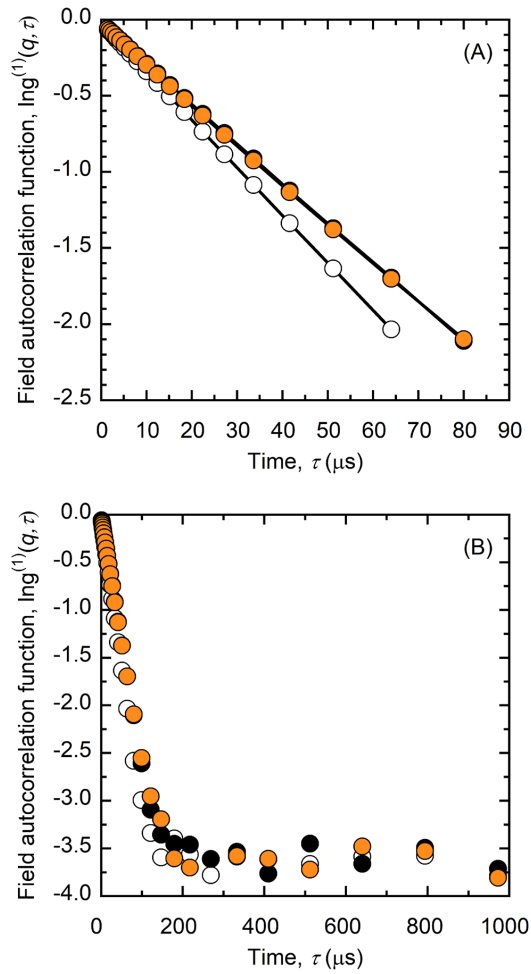 (A)
Field autocorrelation function, lng⁽¹⁾(q,τ)
0.0
-0.5
-1.0
-1.5
-2.0
-2.5
0 10 20 30 40 50 60 70 80 90
Time, τ (μs)
(B)
Field autocorrelation function, lng⁽¹⁾(q,τ)
0.0
-0.5
-1.0
-1.5
-2.0
-2.5
-3.0
-3.5
-4.0
0 200 400 600 800 1000
Time, τ (μs)